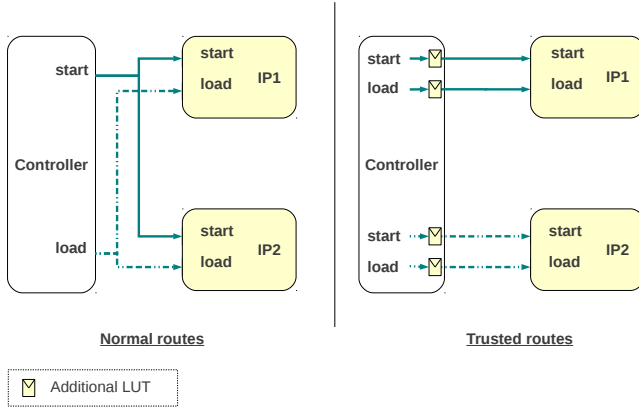 start
load
Controller
start
load
IP1
start
load
IP2
Normal routes
start
load
Controller
start
load
start
load
IP1
start
load
IP2
Trusted routes
Additional LUT